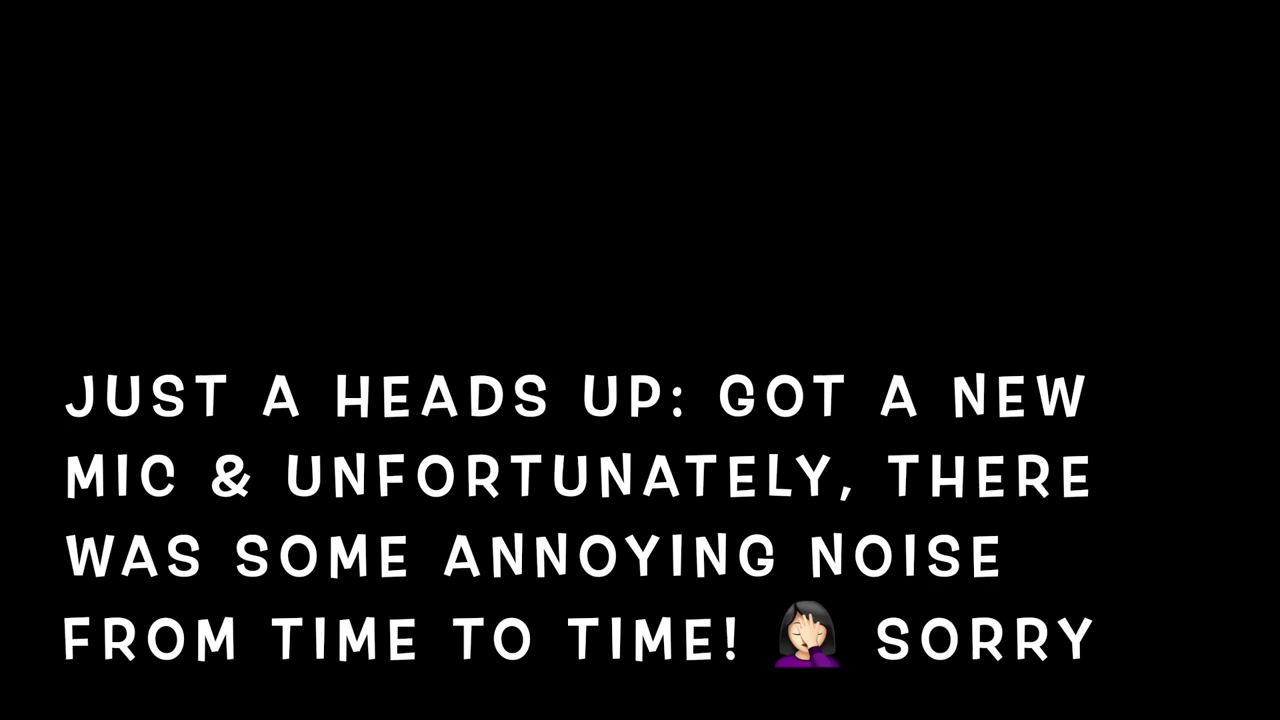 JUST A HEADS UP: GOT A NEW
MIC & UNFORTUNATELY, THERE
WAS SOME ANNOYING NOISE
FROM TIME TO TIME! 🤦🏻‍♀️ SORRY